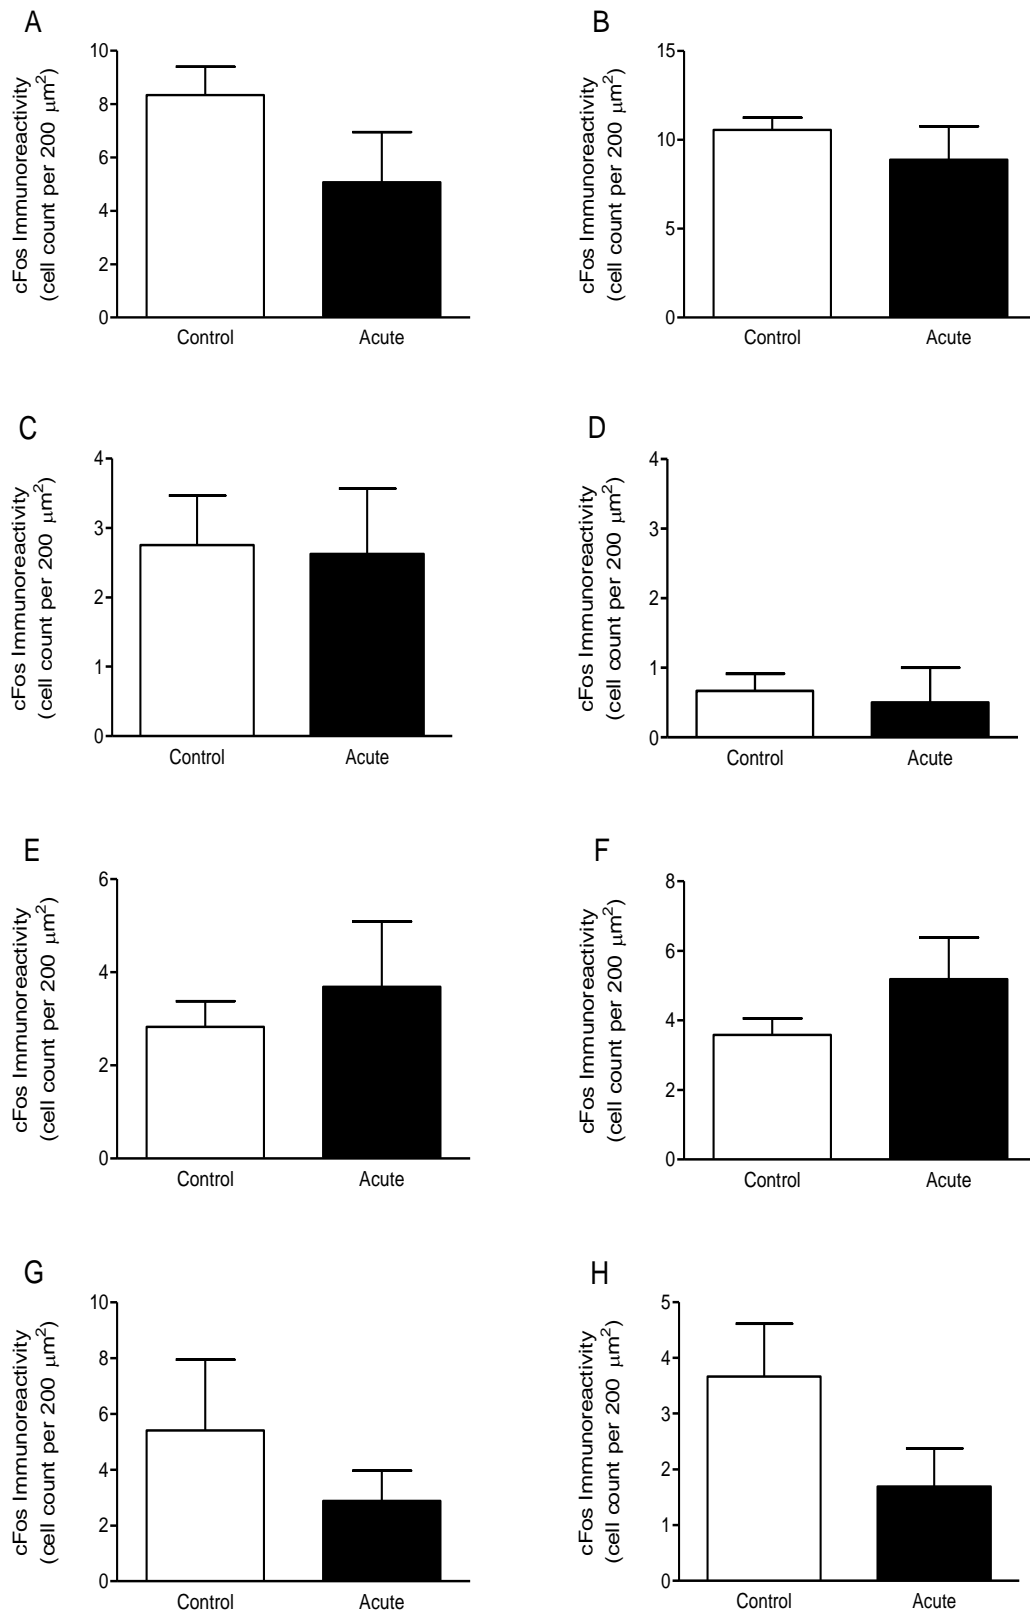 A
cFos Immunoreactivity
(cell count per 200 μm²)
10
8
6
4
2
0
Control Acute
B
cFos Immunoreactivity
(cell count per 200 μm²)
15
10
5
0
Control Acute
C
cFos Immunoreactivity
(cell count per 200 μm²)
4
3
2
1
0
Control Acute
D
cFos Immunoreactivity
(cell count per 200 μm²)
4
3
2
1
0
Control Acute
E
cFos Immunoreactivity
(cell count per 200 μm²)
6
4
2
0
Control Acute
F
cFos Immunoreactivity
(cell count per 200 μm²)
8
6
4
2
0
Control Acute
G
cFos Immunoreactivity
(cell count per 200 μm²)
10
8
6
4
2
0
Control Acute
H
cFos Immunoreactivity
(cell count per 200 μm²)
5
4
3
2
1
0
Control Acute